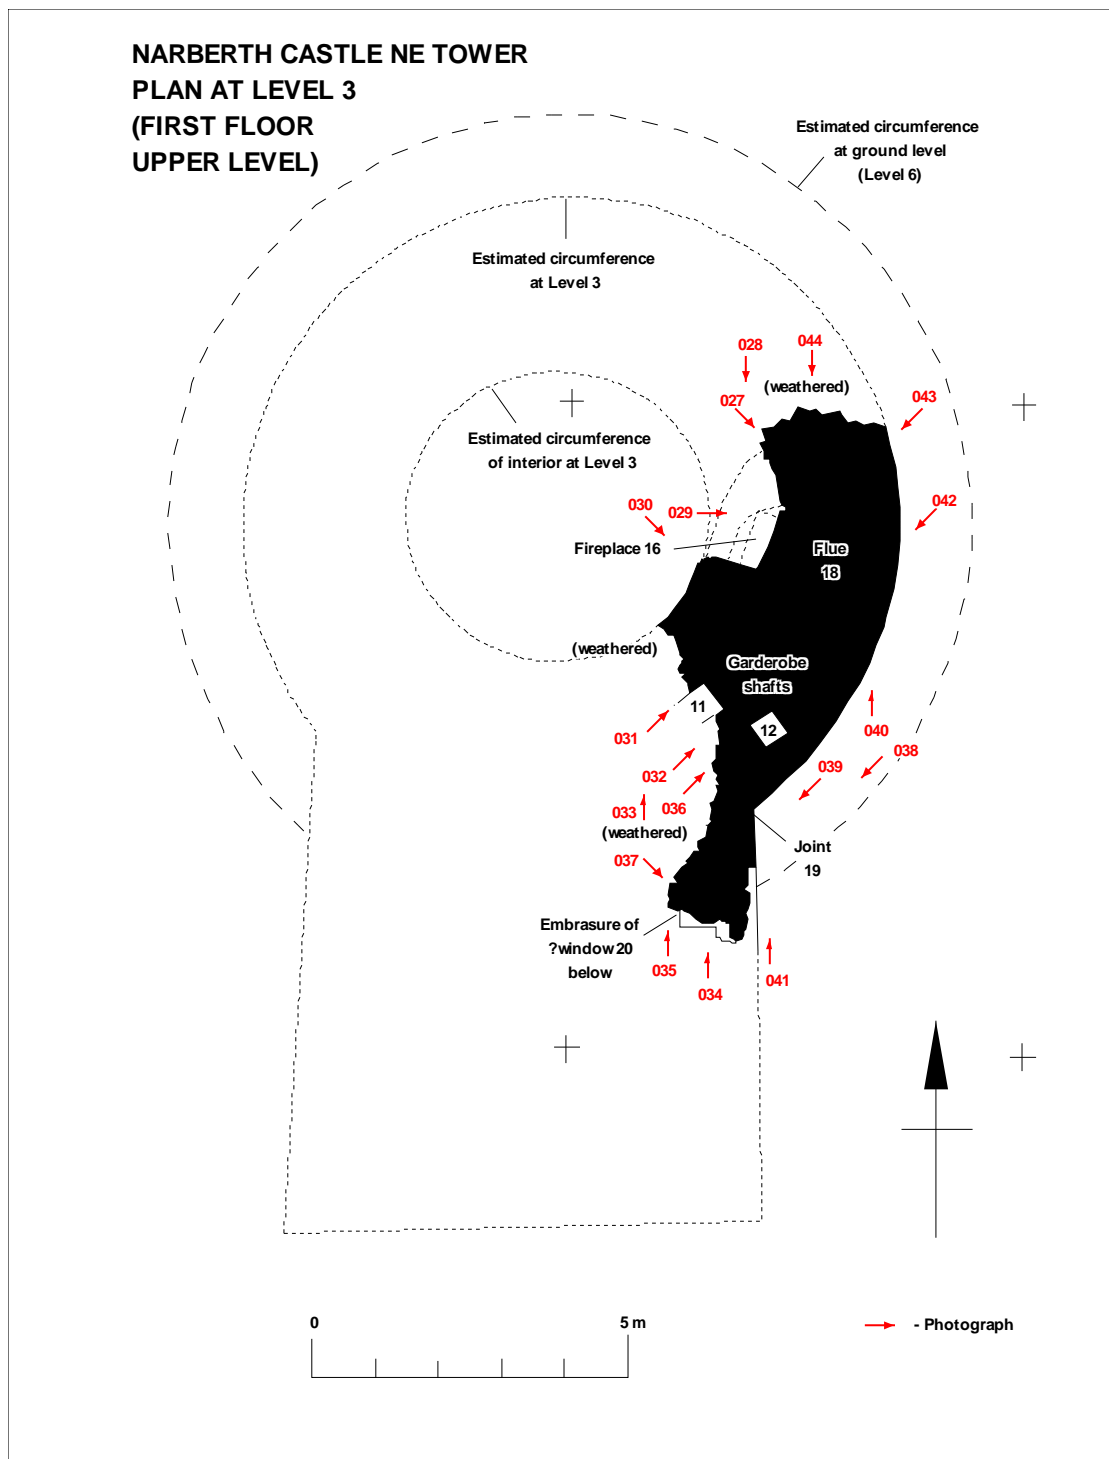 NARBERTH CASTLE NE TOWER
PLAN AT LEVEL 3
(FIRST FLOOR
UPPER LEVEL)
Estimated circumference
at ground level
(Level 6)
Estimated circumference
at Level 3
028
044
(weathered)
027
043
Estimated circumference
of interior at Level 3
030
029
042
Fireplace 16
Flue
18
(weathered)
Garderobe
shafts
11
12
031
040
038
032
039
036
033
(weathered)
Joint
19
037
Embrasure of
?window 20
below
035
034
041
0
5 m
- Photograph